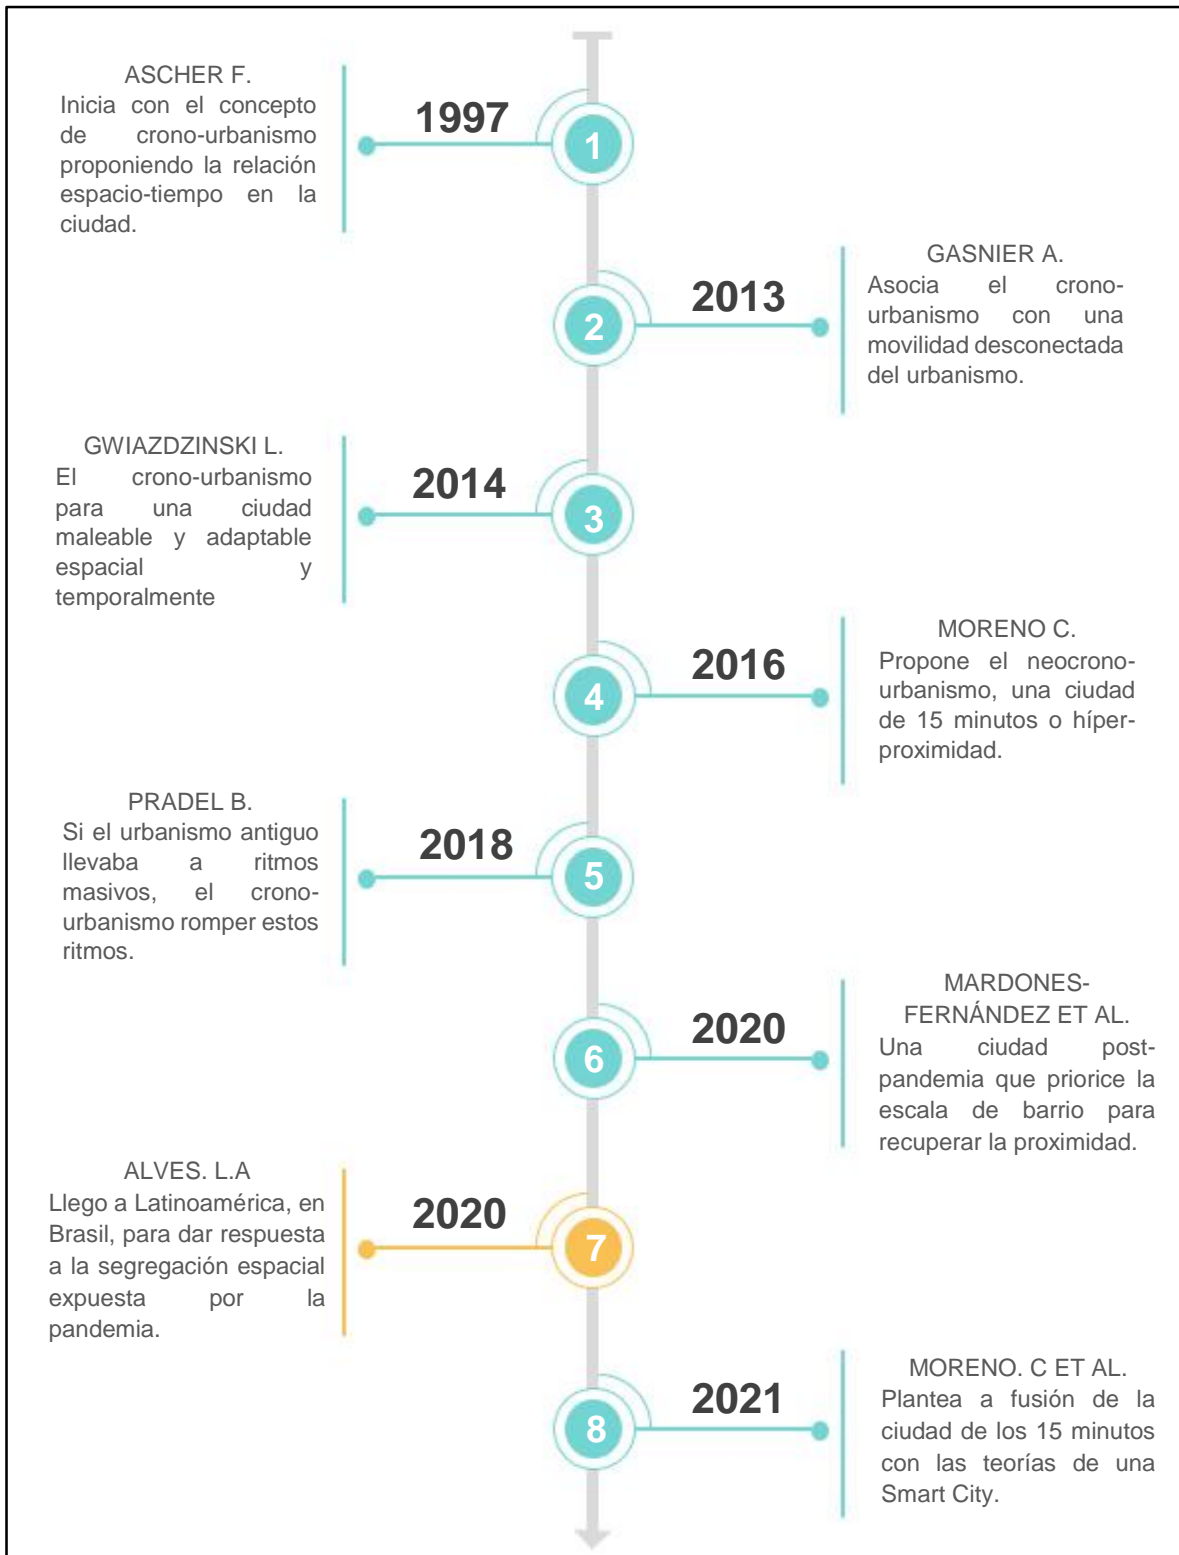 ASCHER F.
Inicia con el concepto
de crono-urbanismo
proponiendo la relación
espacio-tiempo en la
ciudad.
1997
1
GASNIER A.
Asocia el crono-
urbanismo con una
movilidad desconectada
del urbanismo.
2013
2
GWIAZDZINSKI L.
El crono-urbanismo
para una ciudad
maleable y adaptable
espacial y
temporalmente
2014
3
MORENO C.
Propone el neocrono-
urbanismo, una ciudad
de 15 minutos o híper-
proximidad.
2016
4
PRADEL B.
Si el urbanismo antiguo
llevaba a ritmos
masivos, el crono-
urbanismo romper estos
ritmos.
2018
5
MARDONES-
FERNÁNDEZ ET AL.
Una ciudad post-
pandemia que priorice la
escala de barrio para
recuperar la proximidad.
2020
6
ALVES. L.A
Llego a Latinoamérica, en
Brasil, para dar respuesta
a la segregación espacial
expuesta por la
pandemia.
2020
7
MORENO. C ET AL.
Plantea a fusión de la
ciudad de los 15 minutos
con las teorías de una
Smart City.
2021
8